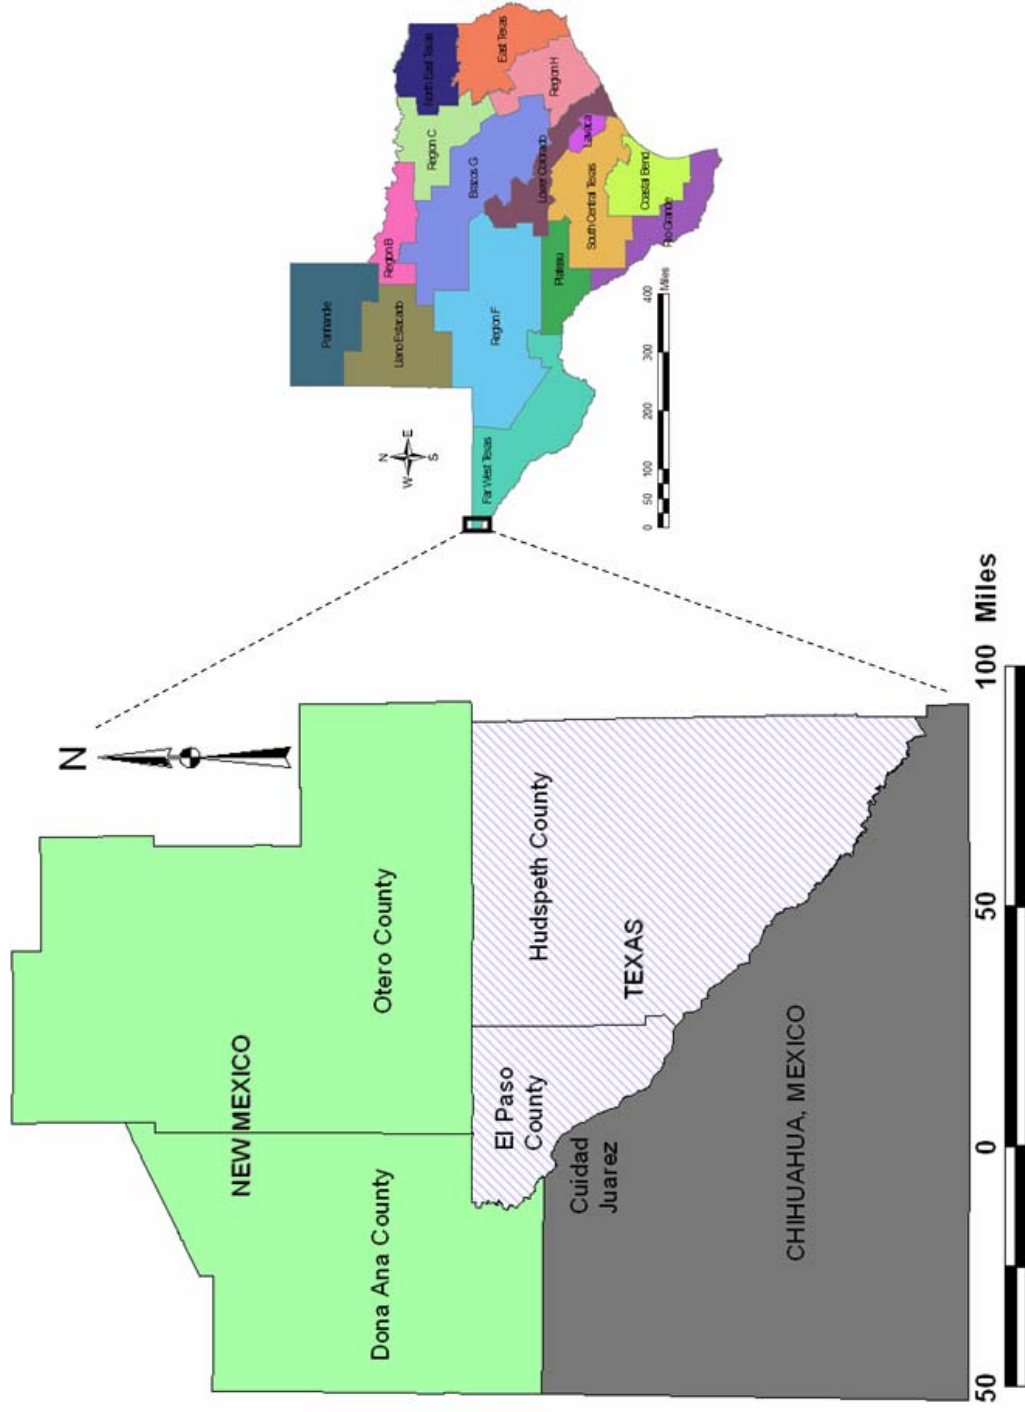 N
NEW MEXICO
Otero County
Dona Ana County
El Paso
County
Hudspeth County
TEXAS
Cuidad
Juarez
CHIHUAHUA, MEXICO
50
0
50
100 Miles
N
W
E
S
Panhandle
Llano Estacado
Region B
Region C
North East Texas
East Texas
Brazos G
Region H
Region F
Far West Texas
Lower Colorado
Lavaca
Plateau
South Central Texas
Coastal Bend
Rio Grande
0
50
100
200
300
400
Miles